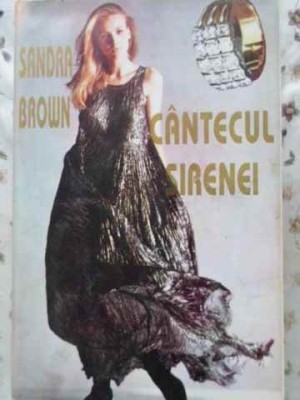 SANDRA
BROWN
CÂNTECUL
SIRENEI